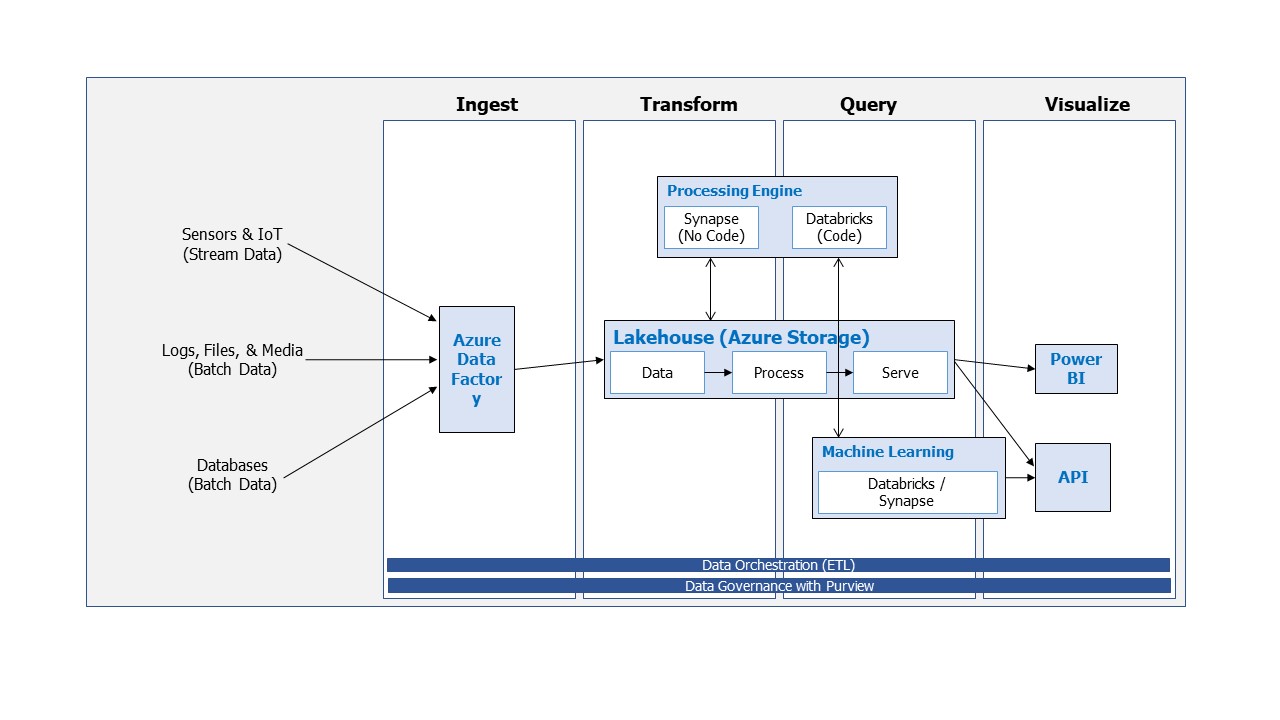 Ingest
Transform
Query
Visualize
Processing Engine
Synapse
(No Code)
Databricks
(Code)
Sensors & IoT
(Stream Data)
Logs, Files, & Media
(Batch Data)
Databases
(Batch Data)
Azure
Data
Factor
y
Lakehouse (Azure Storage)
Data
Process
Serve
Power
BI
Machine Learning
Databricks /
Synapse
API
Data Orchestration (ETL)
Data Governance with Purview